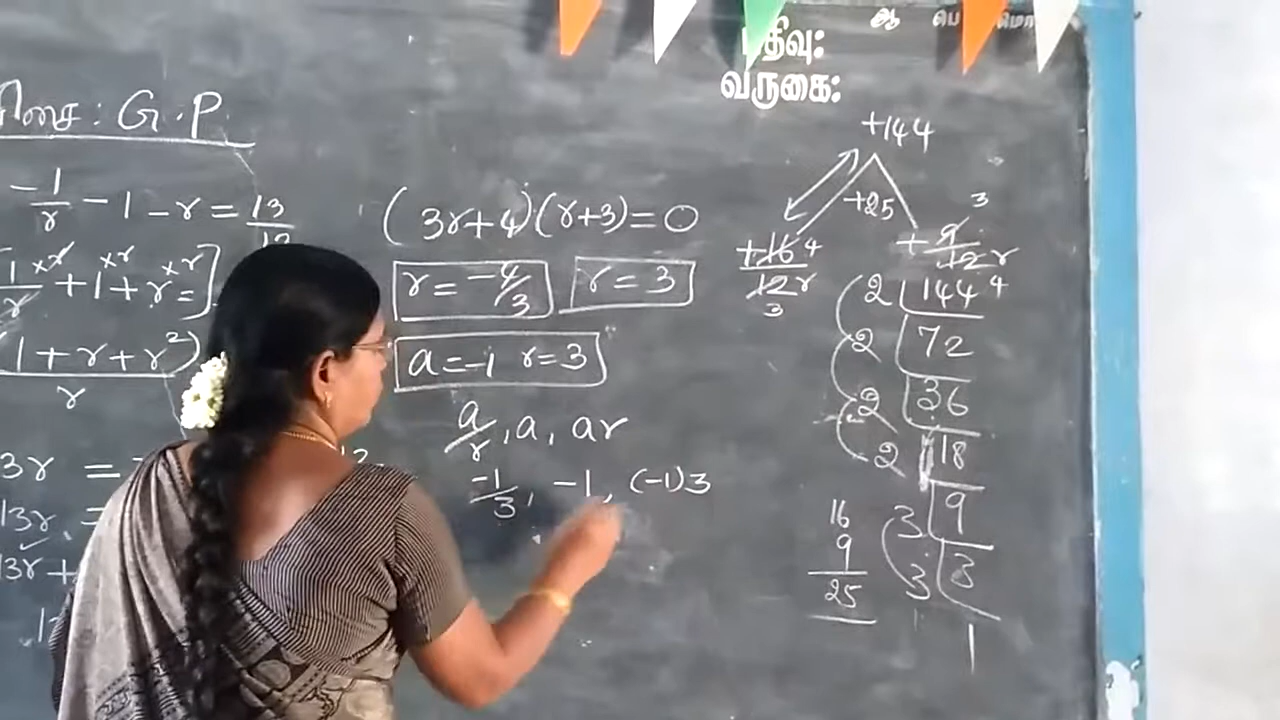 ஆ பெ மொ
பதிவு:
வருகை:
: G.P.
-1/r - 1 - r = 13/12
+ 1 + r =]
(1 + r + r²)
r
3r =
13r
13r +
(3r+4)(r+3)=0
r = -4/3 r = 3
a = -1 r = 3
a/r, a, ar
-1/3, -1, (-1)3
+144
+25
3
+16 4
12 r
3
+ 9
12 r
2 144 4
2 72
2 36
2 18
3 9
3 3
1
16
9
25